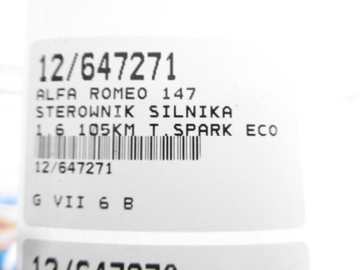 12/647271
ALFA ROMEO 147
STEROWNIK SILNIKA
1.6 105KM T.SPARK ECO
12/647271
G VII 6 B